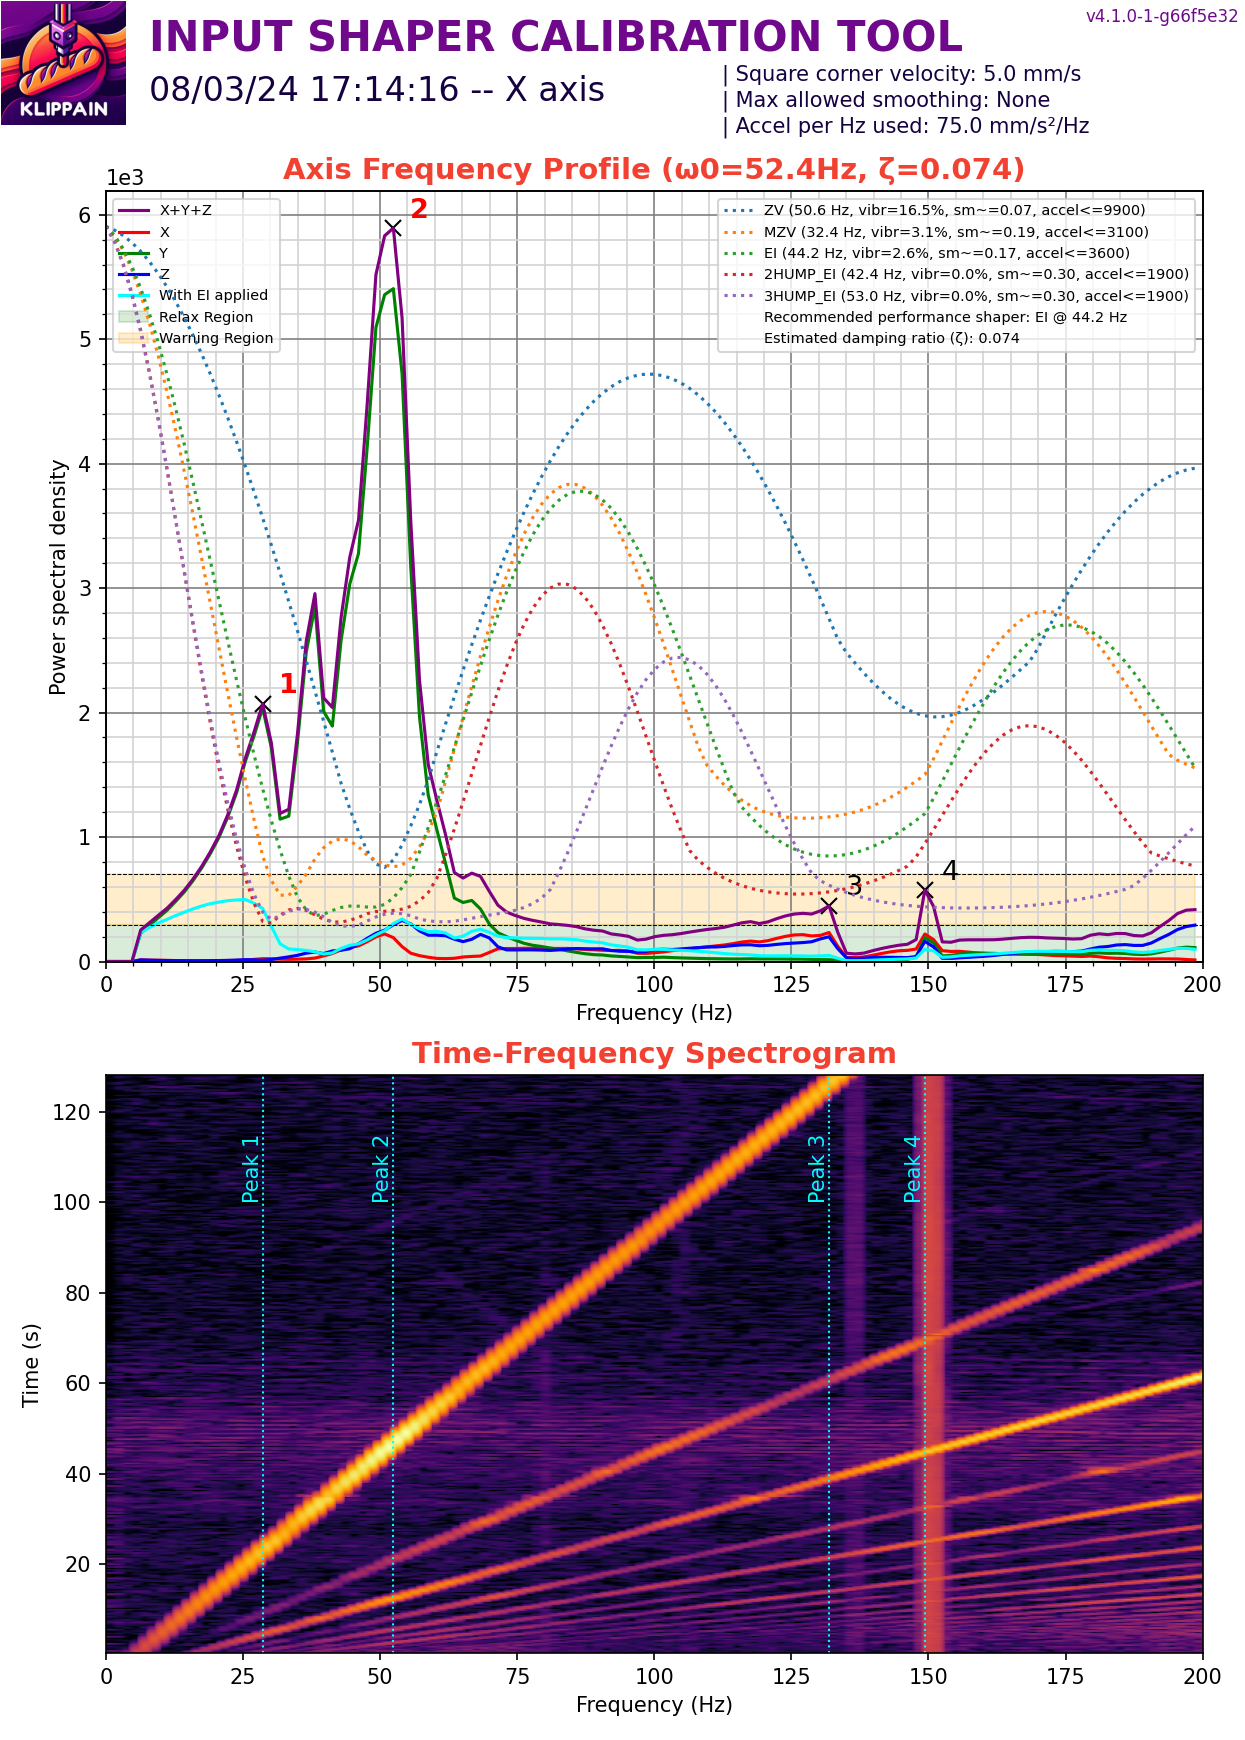 v4.1.0-1-g66f5e32
INPUT SHAPER CALIBRATION TOOL
08/03/24 17:14:16 -- X axis
| Square corner velocity: 5.0 mm/s
| Max allowed smoothing: None
| Accel per Hz used: 75.0 mm/s²/Hz
KLIPPAIN
Axis Frequency Profile (ω0=52.4Hz, ζ=0.074)
1e3
X+Y+Z
X
Y
Z
With EI applied
Relax Region
Warning Region
ZV (50.6 Hz, vibr=16.5%, sm~=0.07, accel<=9900)
MZV (32.4 Hz, vibr=3.1%, sm~=0.19, accel<=3100)
EI (44.2 Hz, vibr=2.6%, sm~=0.17, accel<=3600)
2HUMP_EI (42.4 Hz, vibr=0.0%, sm~=0.30, accel<=1900)
3HUMP_EI (53.0 Hz, vibr=0.0%, sm~=0.30, accel<=1900)
Recommended performance shaper: EI @ 44.2 Hz
Estimated damping ratio (ζ): 0.074
Power spectral density
6
5
4
3
2
1
0
2
1
3
4
0 25 50 75 100 125 150 175 200
Frequency (Hz)
Time-Frequency Spectrogram
Time (s)
120
100
80
60
40
20
Peak 1
Peak 2
Peak 3
Peak 4
0 25 50 75 100 125 150 175 200
Frequency (Hz)